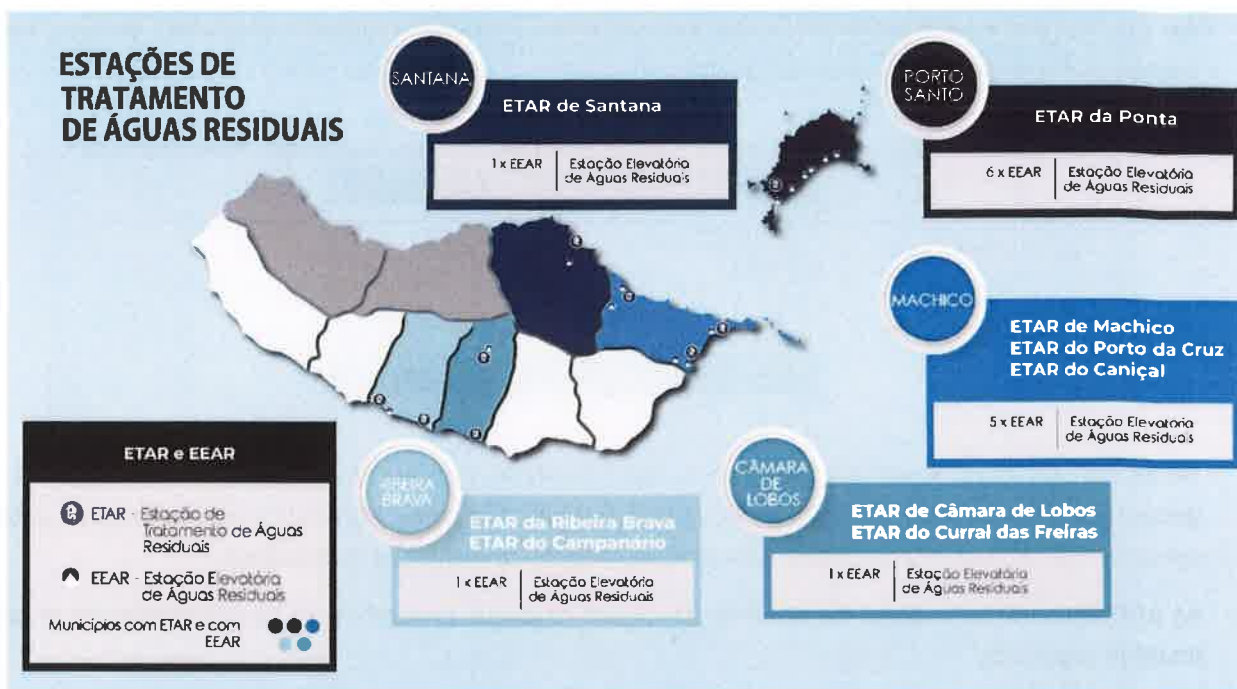 ESTAÇÕES DE
TRATAMENTO
DE ÁGUAS RESIDUAIS
SANTANA
ETAR de Santana
1 x EEAR
Estação Elevatória
de Águas Residuais
PORTO
SANTO
ETAR da Ponta
6 x EEAR
Estação Elevatória
de Águas Residuais
MACHICO
ETAR de Machico
ETAR do Porto da Cruz
ETAR do Caniçal
5 x EEAR
Estação Elevatória
de Águas Residuais
ETAR e EEAR
ETAR - Estação de
Tratamento de Águas
Residuais
EEAR - Estação Elevatória
de Águas Residuais
Municípios com ETAR e com
EEAR
RIBEIRA
BRAVA
ETAR da Ribeira Brava
ETAR do Campanário
1 x EEAR
Estação Elevatória
de Águas Residuais
CÂMARA
DE
LOBOS
ETAR de Câmara de Lobos
ETAR do Curral das Freiras
1 x EEAR
Estação Elevatória
de Águas Residuais